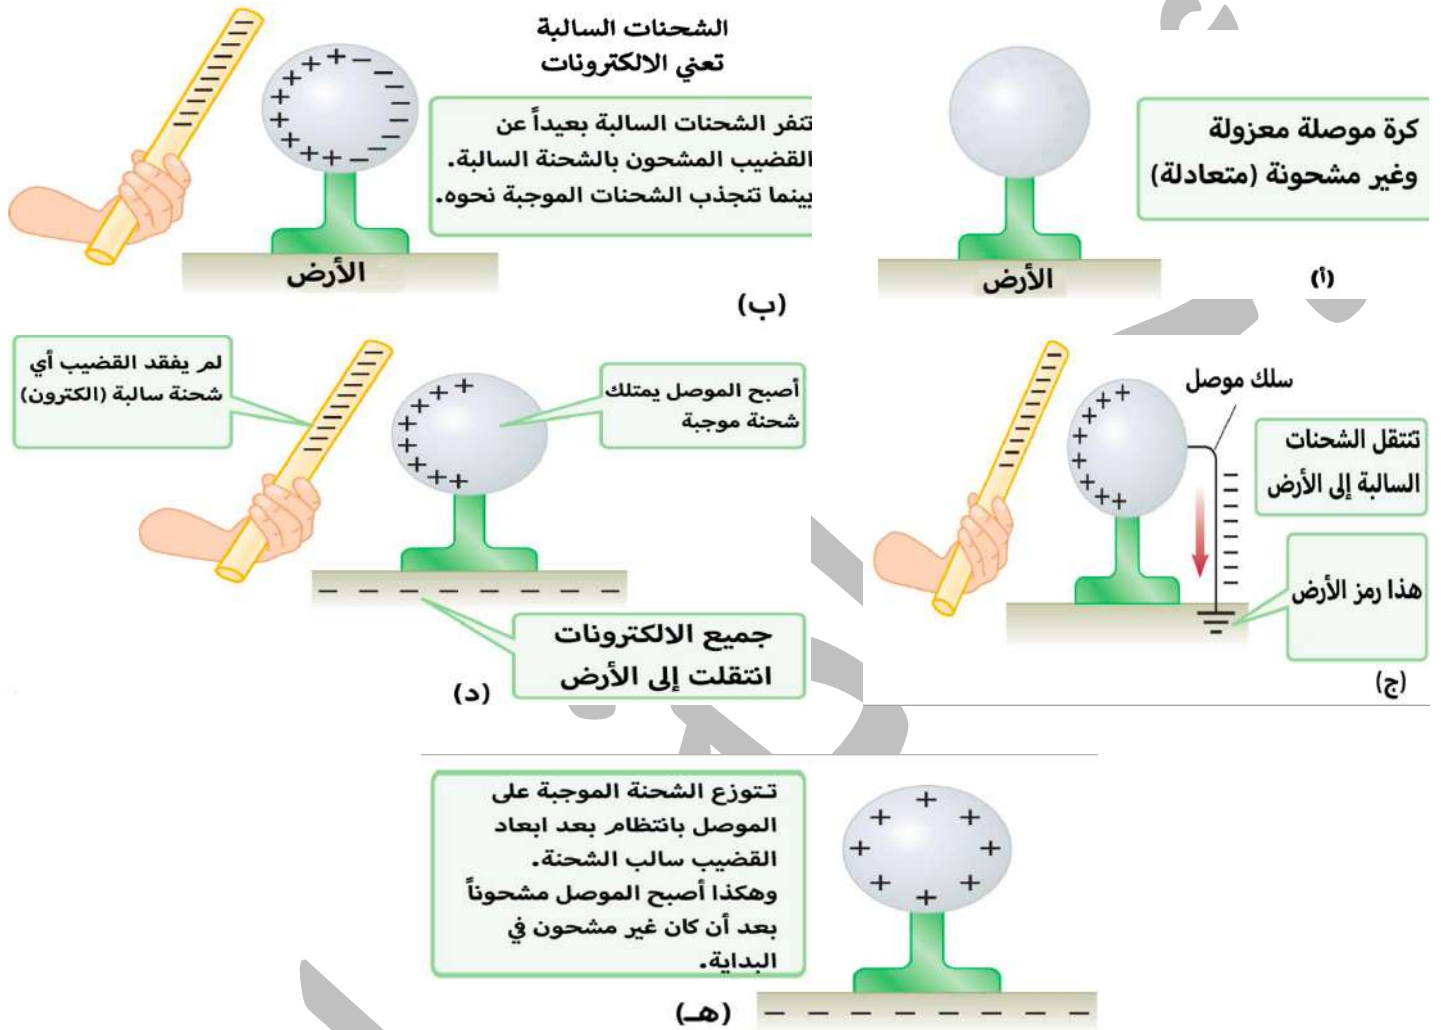 كرة موصلة معزولة
وغير مشحونة (متعادلة)
الأرض
(أ)
الشحنات السالبة
تعني الالكترونات
تنفر الشحنات السالبة بعيداً عن
القضيب المشحون بالشحنة السالبة.
بينما تنجذب الشحنات الموجبة نحوه.
الأرض
(ب)
سلك موصل
تنتقل الشحنات
السالبة إلى الأرض
هذا رمز الأرض
(ج)
لم يفقد القضيب أي
شحنة سالبة (الكترون)
أصبح الموصل يمتلك
شحنة موجبة
جميع الالكترونات
انتقلت إلى الأرض
(د)
تتوزع الشحنة الموجبة على
الموصل بانتظام بعد ابعاد
القضيب سالب الشحنة.
وهكذا أصبح الموصل مشحوناً
بعد أن كان غير مشحون في
البداية.
(هـ)